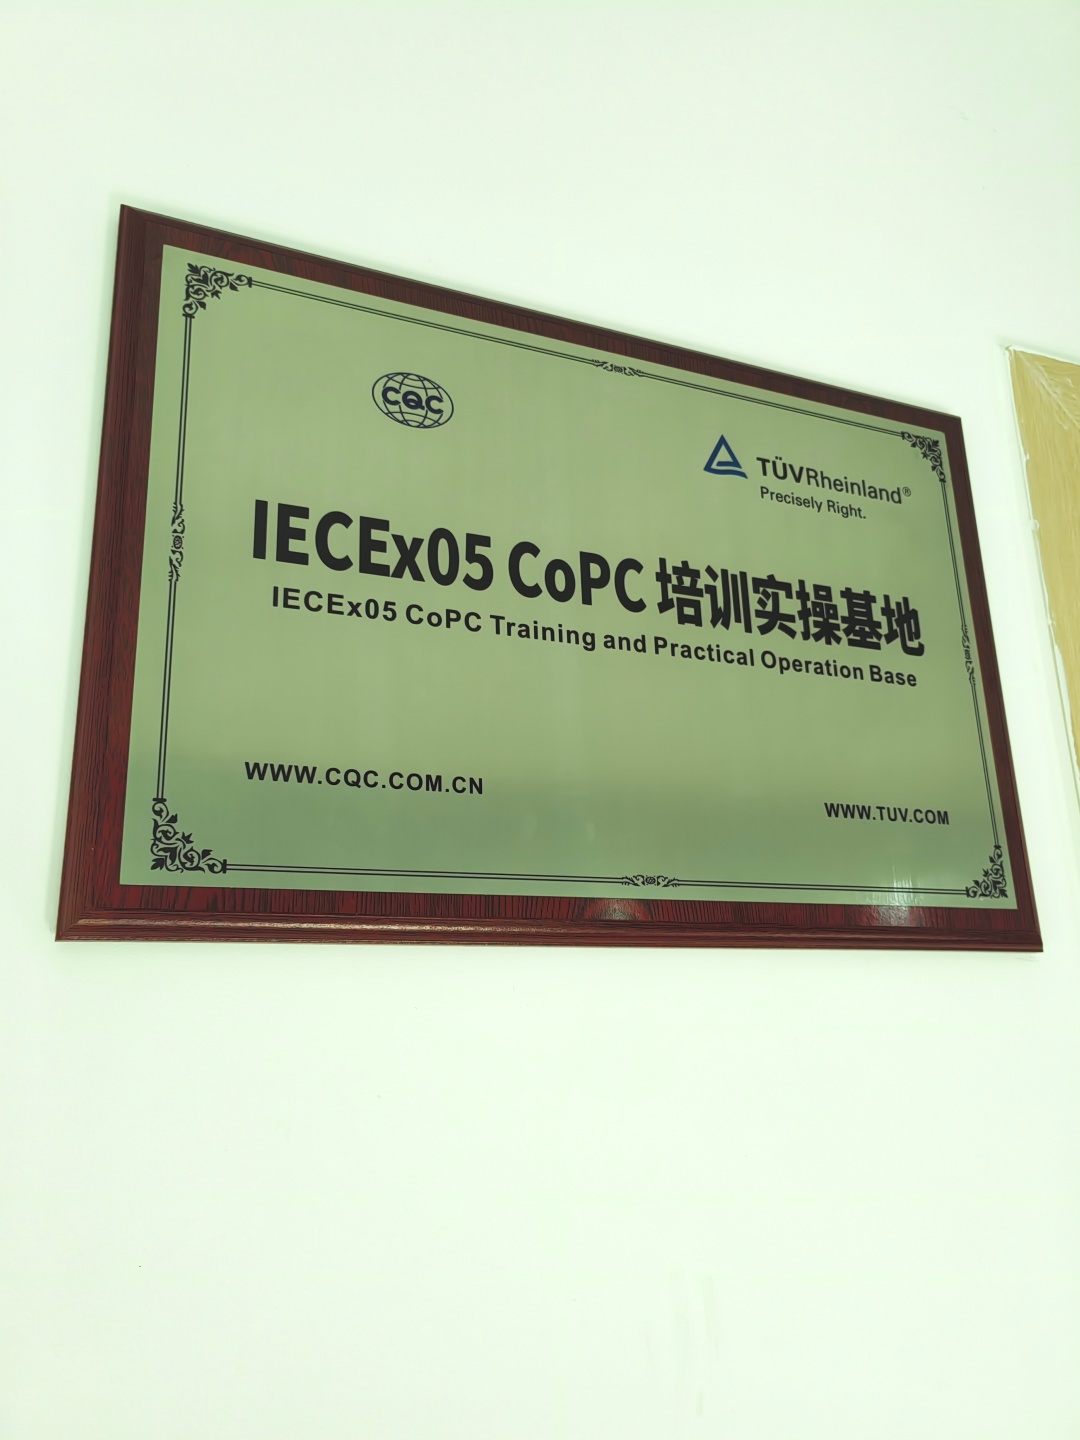 CQC
TÜVRheinland®
Precisely Right.
IECEx05 CoPC 培训实操基地
IECEx05 CoPC Training and Practical Operation Base
WWW.CQC.COM.CN
WWW.TUV.COM